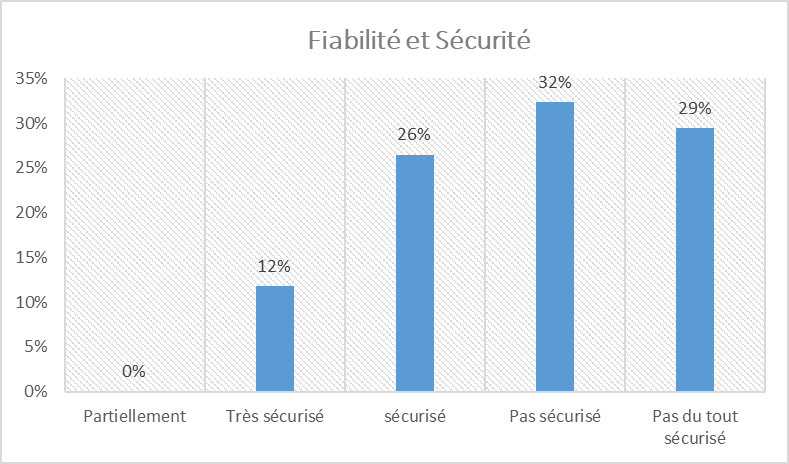 Fiabilité et Sécurité
35%
30%
25%
20%
15%
10%
5%
0%
0%
12%
26%
32%
29%
Partiellement
Très sécurisé
sécurisé
Pas sécurisé
Pas du tout
sécurisé